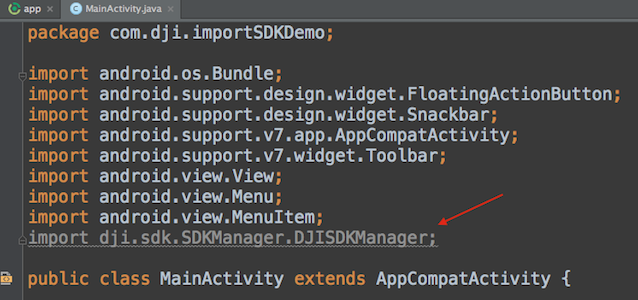 app MainActivity.java
package com.dji.importSDKDemo;
import android.os.Bundle;
import android.support.design.widget.FloatingActionButton;
import android.support.design.widget.Snackbar;
import android.support.v7.app.AppCompatActivity;
import android.support.v7.widget.Toolbar;
import android.view.View;
import android.view.Menu;
import android.view.MenuItem;
import dji.sdk.SDKManager.DJISDKManager;
public class MainActivity extends AppCompatActivity {